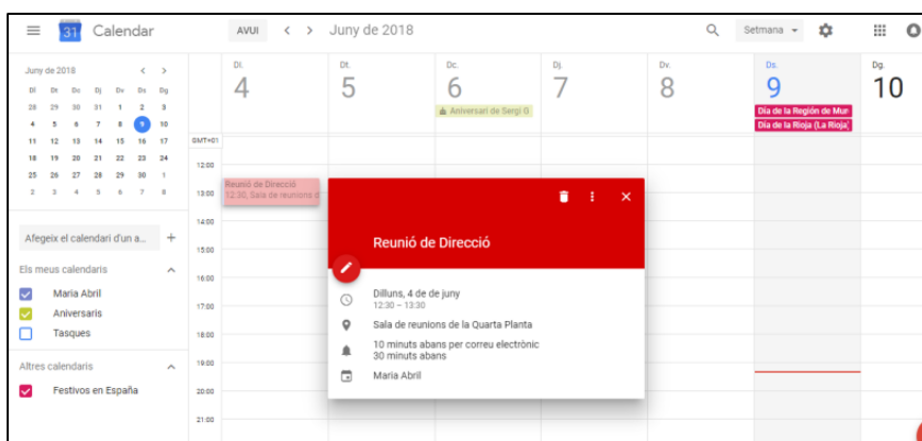 31 Calendar AVUI < > Juny de 2018 Setmana
Juny de 2018 < >
Dl Dt Dc Dj Dv Ds Dg
28 29 30 31 1 2 3
4 5 6 7 8 9 10
11 12 13 14 15 16 17
18 19 20 21 22 23 24
25 26 27 28 29 30 1
2 3 4 5 6 7 8
Afegeix el calendari d'un a... +
Els meus calendaris
Maria Abril
Aniversaris
Tasques
Altres calendaris
Festivos en España
Dl. Dt. Dc. Dj. Dv. Ds. Dg.
4 5 6 7 8 9 10
Aniversari de Sergi G
Día de la Región de Mur
Día de la Rioja (La Rioja)
GMT+01
12:00
13:00
14:00
15:00
16:00
17:00
18:00
19:00
20:00
21:00
Reunió de Direcció
12:30, Sala de reunions d
Reunió de Direcció
Dilluns, 4 de de juny
12:30 – 13:30
Sala de reunions de la Quarta Planta
10 minuts abans per correu electrònic
30 minuts abans
Maria Abril